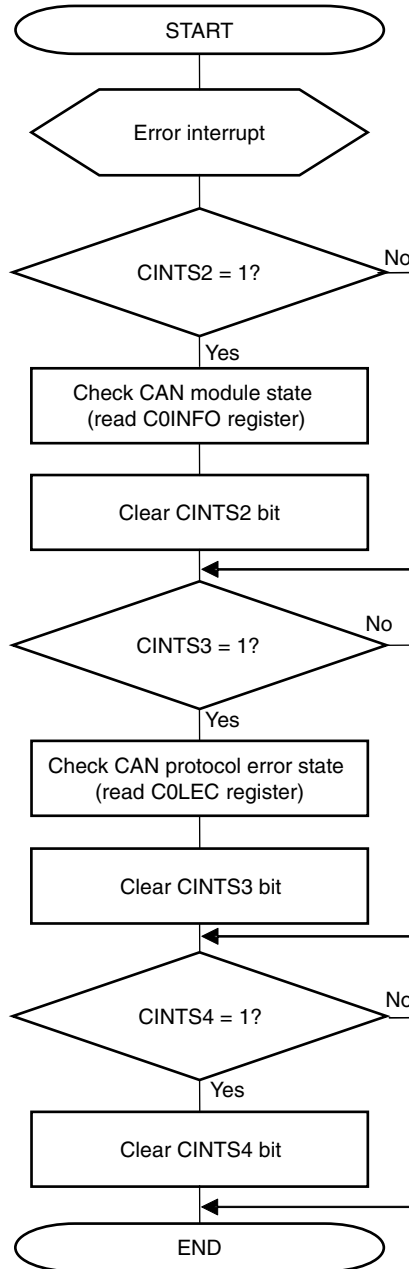 START
Error interrupt
CINTS2 = 1?
No
Yes
Check CAN module state
(read C0INFO register)
Clear CINTS2 bit
CINTS3 = 1?
No
Yes
Check CAN protocol error state
(read C0LEC register)
Clear CINTS3 bit
CINTS4 = 1?
No
Yes
Clear CINTS4 bit
END